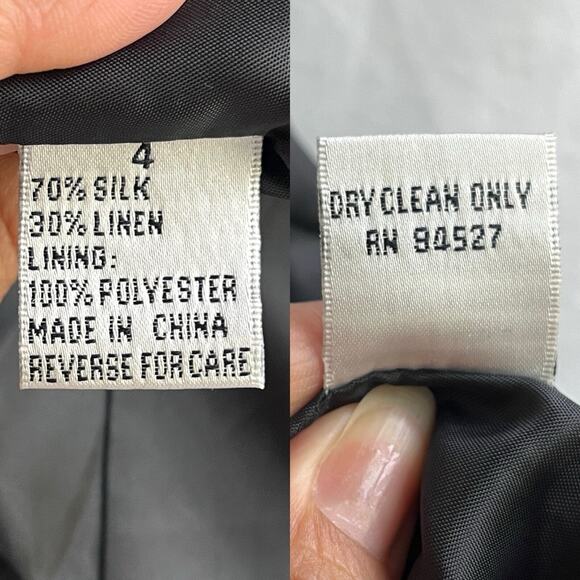 4
70% SILK
30% LINEN
LINING:
100% POLYESTER
MADE IN CHINA
REVERSE FOR CARE
DRY CLEAN ONLY
RN 94527